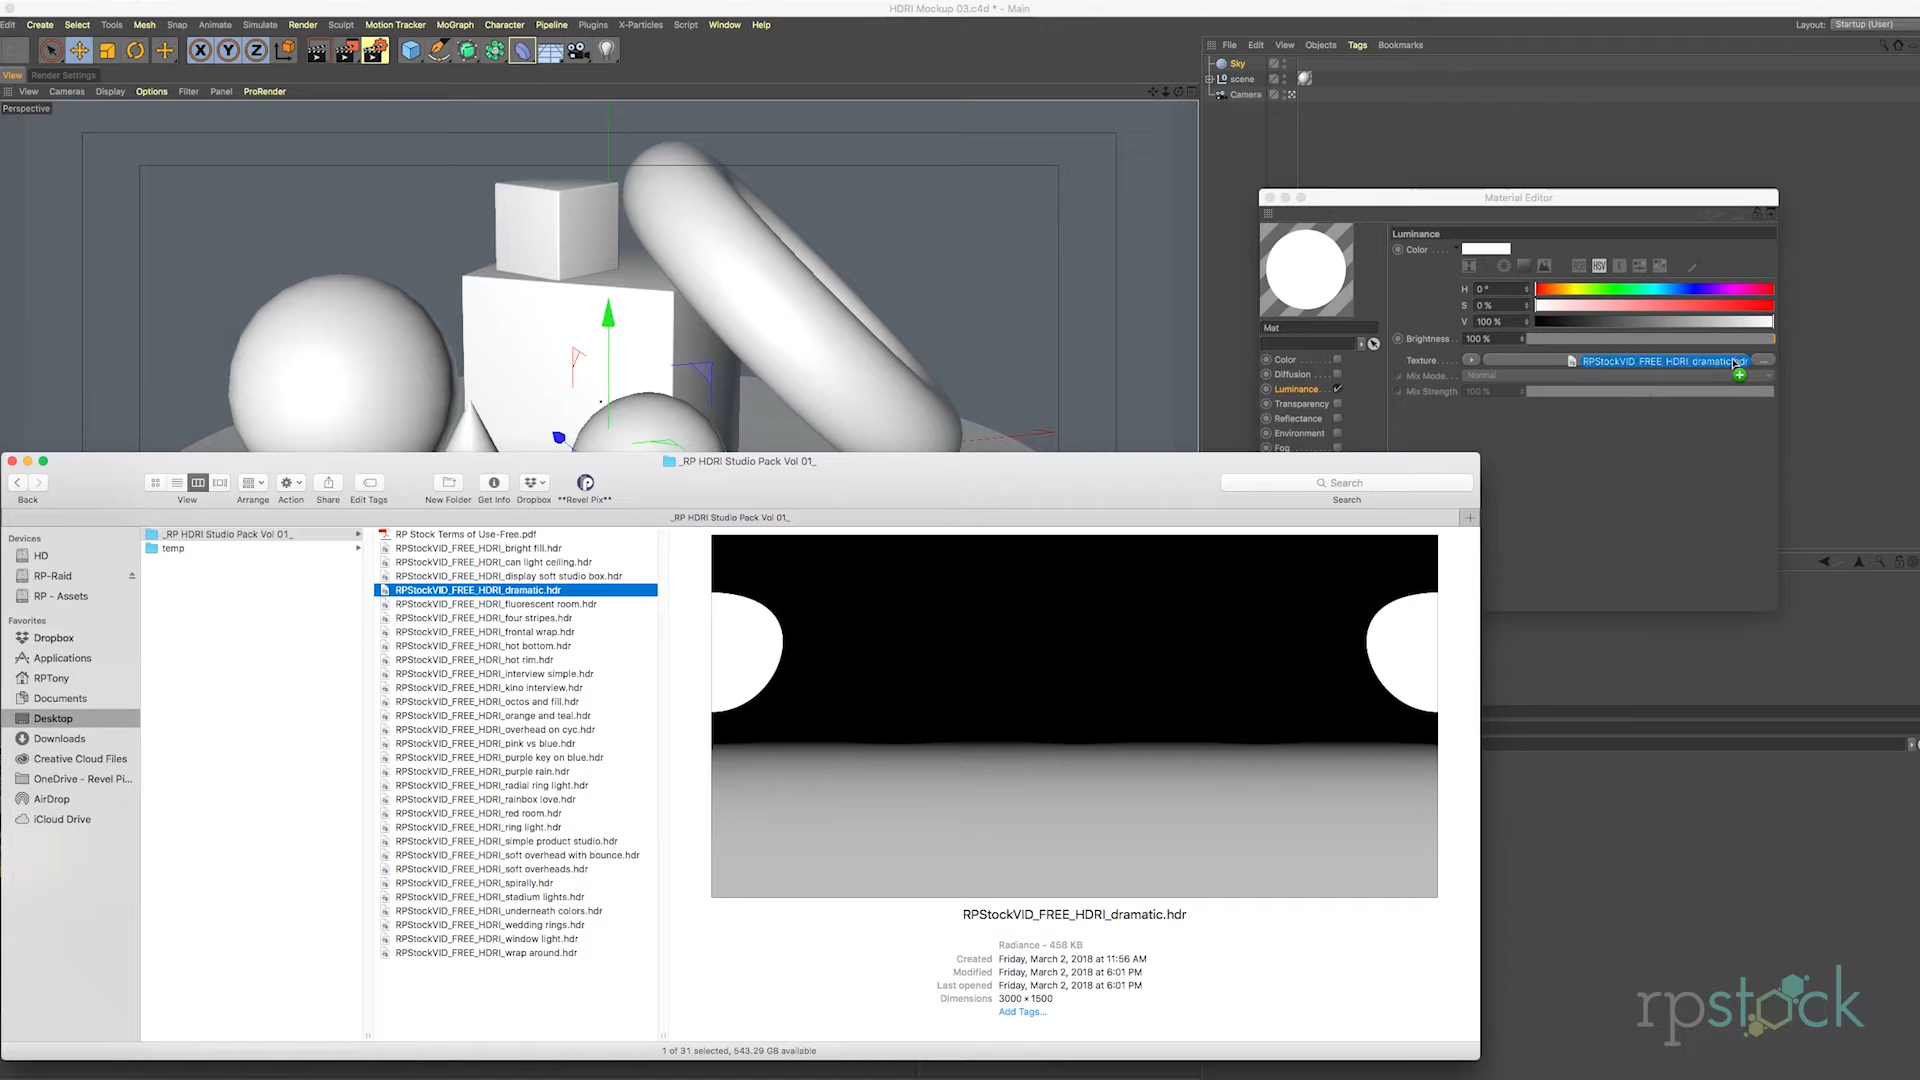 HDRI Mockup 03.c4d * - Main
Edit Create Select Tools Mesh Snap Animate Simulate Render Sculpt Motion Tracker MoGraph Character Pipeline Plugins X-Particles Script Window Help
Layout: Startup (User)
File Edit View Objects Tags Bookmarks
Sky
View Render Settings
scene
View Cameras Display Options Filter Panel ProRender
Camera
Perspective
Material Editor
Luminance
Color
H 0 °
S 0 %
V 100 %
Mat
Brightness 100 %
Color
Texture RPStockVID_FREE_HDRI_dramatic.hdr
Diffusion
Mix Mode Normal
Luminance
Mix Strength 100 %
Transparency
Reflectance
Environment
Fog
_RP HDRI Studio Pack Vol 01_
Search
Back View Arrange Action Share Edit Tags New Folder Get Info Dropbox **Revel Pix** Search
_RP HDRI Studio Pack Vol 01_
Devices
HD
RP-Raid
RP - Assets
Favorites
Dropbox
Applications
RPTony
Documents
Desktop
Downloads
Creative Cloud Files
OneDrive - Revel Pi...
AirDrop
iCloud Drive
_RP HDRI Studio Pack Vol 01_
temp
RP Stock Terms of Use-Free.pdf
RPStockVID_FREE_HDRI_bright fill.hdr
RPStockVID_FREE_HDRI_can light ceiling.hdr
RPStockVID_FREE_HDRI_display soft studio box.hdr
RPStockVID_FREE_HDRI_dramatic.hdr
RPStockVID_FREE_HDRI_fluorescent room.hdr
RPStockVID_FREE_HDRI_four stripes.hdr
RPStockVID_FREE_HDRI_frontal wrap.hdr
RPStockVID_FREE_HDRI_hot bottom.hdr
RPStockVID_FREE_HDRI_hot rim.hdr
RPStockVID_FREE_HDRI_interview simple.hdr
RPStockVID_FREE_HDRI_kino interview.hdr
RPStockVID_FREE_HDRI_octos and fill.hdr
RPStockVID_FREE_HDRI_orange and teal.hdr
RPStockVID_FREE_HDRI_overhead on cyc.hdr
RPStockVID_FREE_HDRI_pink vs blue.hdr
RPStockVID_FREE_HDRI_purple key on blue.hdr
RPStockVID_FREE_HDRI_purple rain.hdr
RPStockVID_FREE_HDRI_radial ring light.hdr
RPStockVID_FREE_HDRI_rainbox love.hdr
RPStockVID_FREE_HDRI_red room.hdr
RPStockVID_FREE_HDRI_ring light.hdr
RPStockVID_FREE_HDRI_simple product studio.hdr
RPStockVID_FREE_HDRI_soft overhead with bounce.hdr
RPStockVID_FREE_HDRI_soft overheads.hdr
RPStockVID_FREE_HDRI_spirally.hdr
RPStockVID_FREE_HDRI_stadium lights.hdr
RPStockVID_FREE_HDRI_underneath colors.hdr
RPStockVID_FREE_HDRI_wedding rings.hdr
RPStockVID_FREE_HDRI_window light.hdr
RPStockVID_FREE_HDRI_wrap around.hdr
RPStockVID_FREE_HDRI_dramatic.hdr
Radiance - 458 KB
Created Friday, March 2, 2018 at 11:56 AM
Modified Friday, March 2, 2018 at 6:01 PM
Last opened Friday, March 2, 2018 at 6:01 PM
Dimensions 3000 × 1500
Add Tags...
1 of 31 selected, 543.29 GB available
rpstock